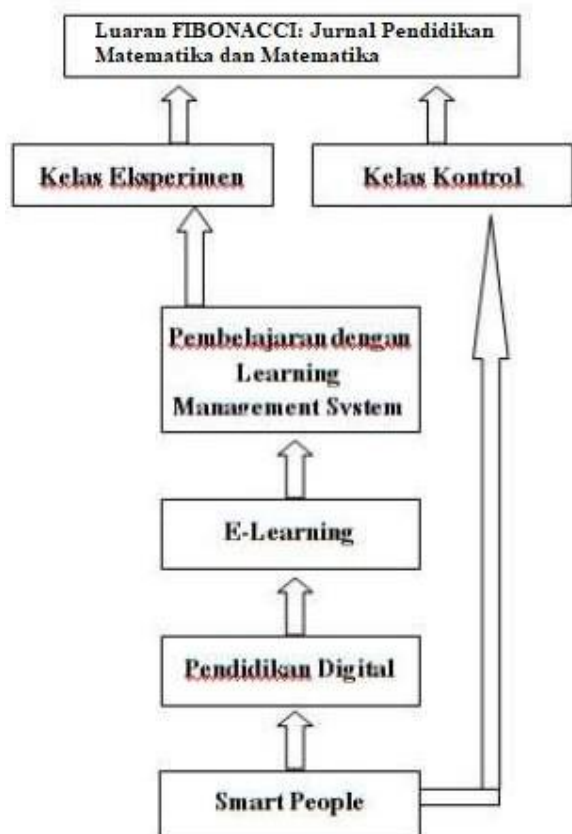 Luaran FIBONACCI: Jurnal Pendidikan
Matematika dan Matematika
Kelas Eksperimen
Kelas Kontrol
Pembelajaran dengan
Learning
Management System
E-Learning
Pendidikan Digital
Smart People